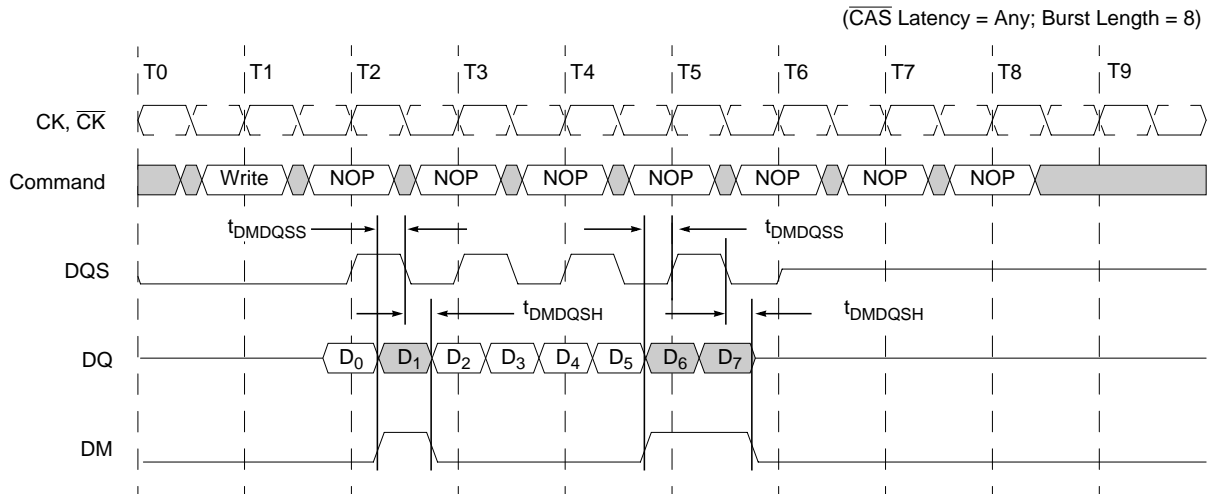 (C̅A̅S̅ Latency = Any; Burst Length = 8)
T0 T1 T2 T3 T4 T5 T6 T7 T8 T9
CK, C̅K̅
Command Write NOP NOP NOP NOP NOP NOP NOP
tDMDQSS tDMDQSS
DQS
tDMDQSH tDMDQSH
DQ D0 D1 D2 D3 D4 D5 D6 D7
DM